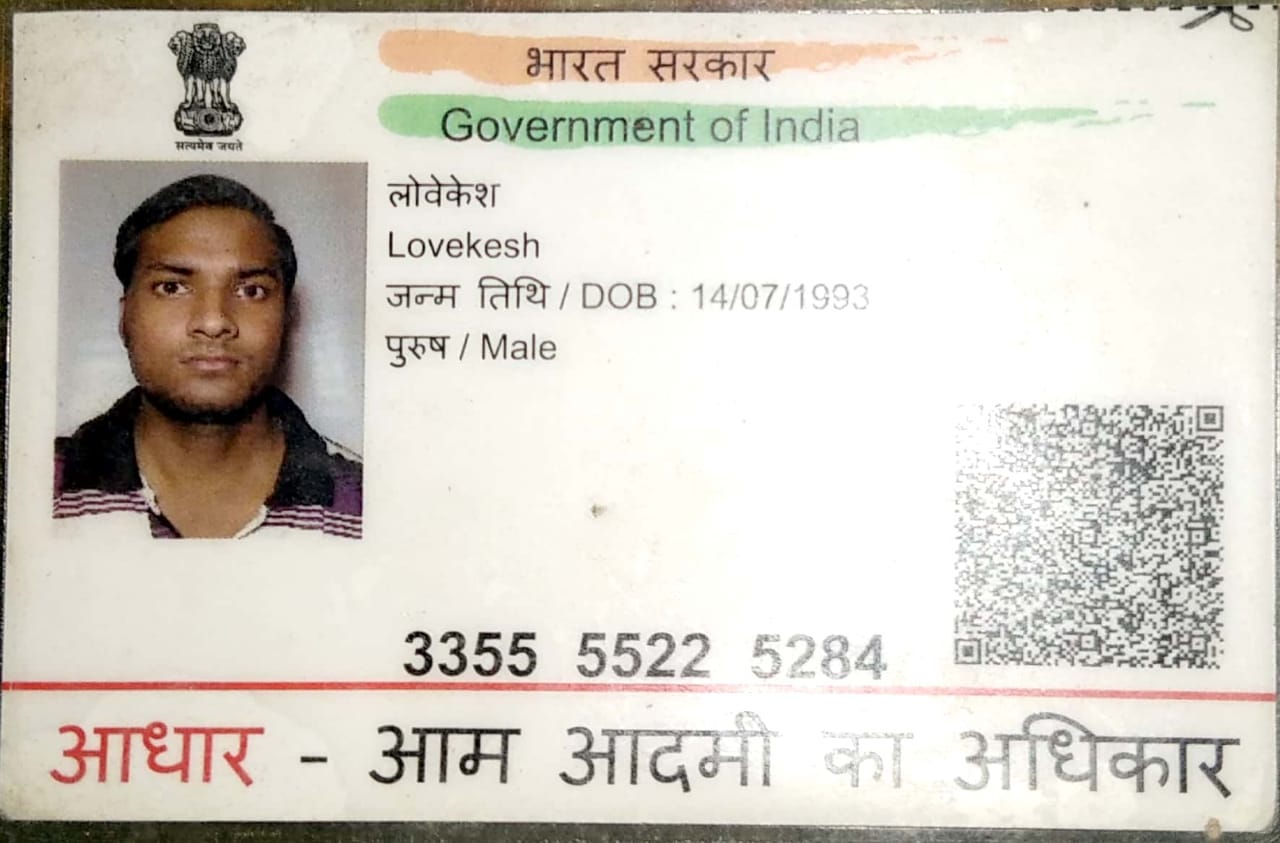 भारत सरकार
Government of India
सत्यमेव जयते
लोवेकेश
Lovekesh
जन्म तिथि / DOB : 14/07/1993
पुरुष / Male
3355 5522 5284
आधार - आम आदमी का अधिकार